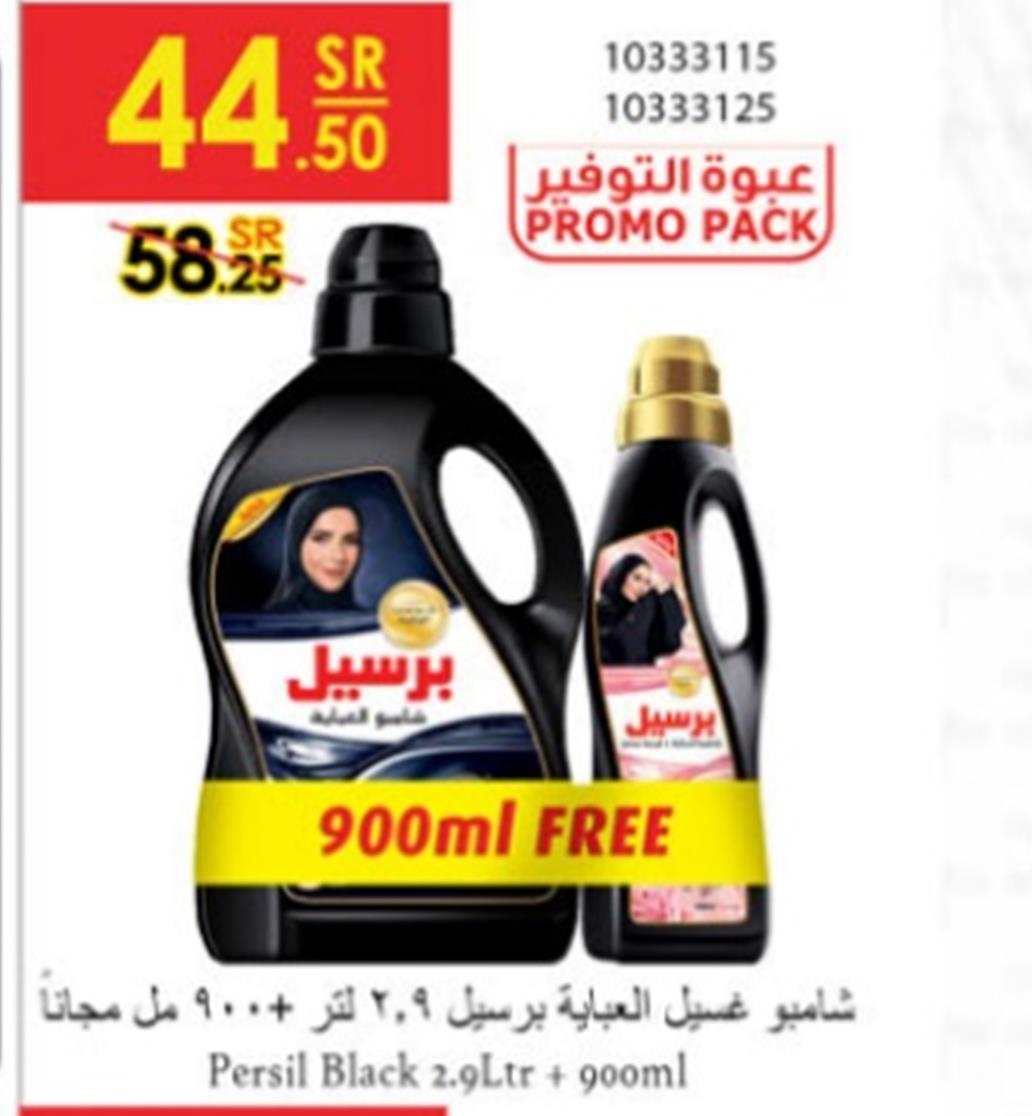 44.50 SR
10333115
10333125
عبوة التوفير
PROMO PACK
58.25 SR
برسيل
شامبو العباية
برسيل
900ml FREE
شامبو غسيل العباية برسيل ٢,٩ لتر +٩٠٠ مل مجاناً
Persil Black 2.9Ltr + 900ml